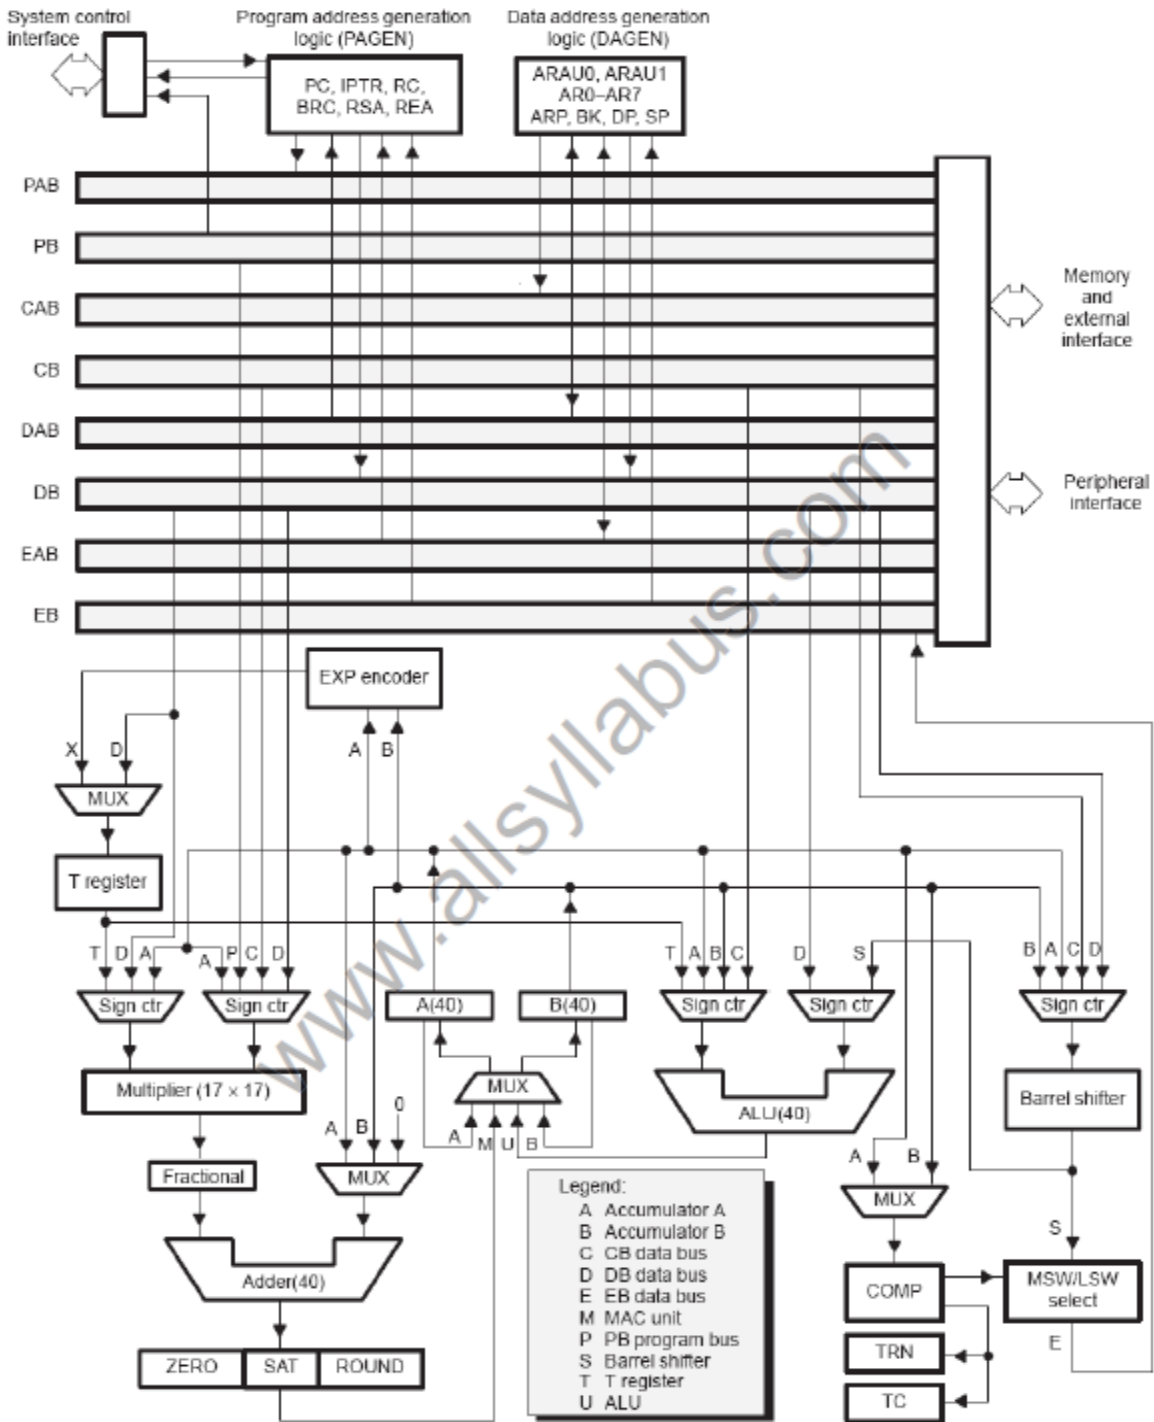 System control
interface
Program address generation
logic (PAGEN)
Data address generation
logic (DAGEN)
PC, IPTR, RC,
BRC, RSA, REA
ARAU0, ARAU1
AR0–AR7
ARP, BK, DP, SP
PAB
PB
CAB
CB
DAB
DB
EAB
EB
Memory
and
external
interface
Peripheral
interface
EXP encoder
A B
X D
MUX
T register
T D A
A P C D
T A B C
D S
B A C D
Sign ctr
Sign ctr
A(40)
B(40)
Sign ctr
Sign ctr
Sign ctr
Multiplier (17 × 17)
MUX
ALU(40)
Barrel shifter
A B 0
A M U B
Fractional
MUX
A B
MUX
S
Adder(40)
COMP
MSW/LSW
select
E
ZERO SAT ROUND
TRN
TC
Legend:
A Accumulator A
B Accumulator B
C CB data bus
D DB data bus
E EB data bus
M MAC unit
P PB program bus
S Barrel shifter
T T register
U ALU
www.allsyllabus.com